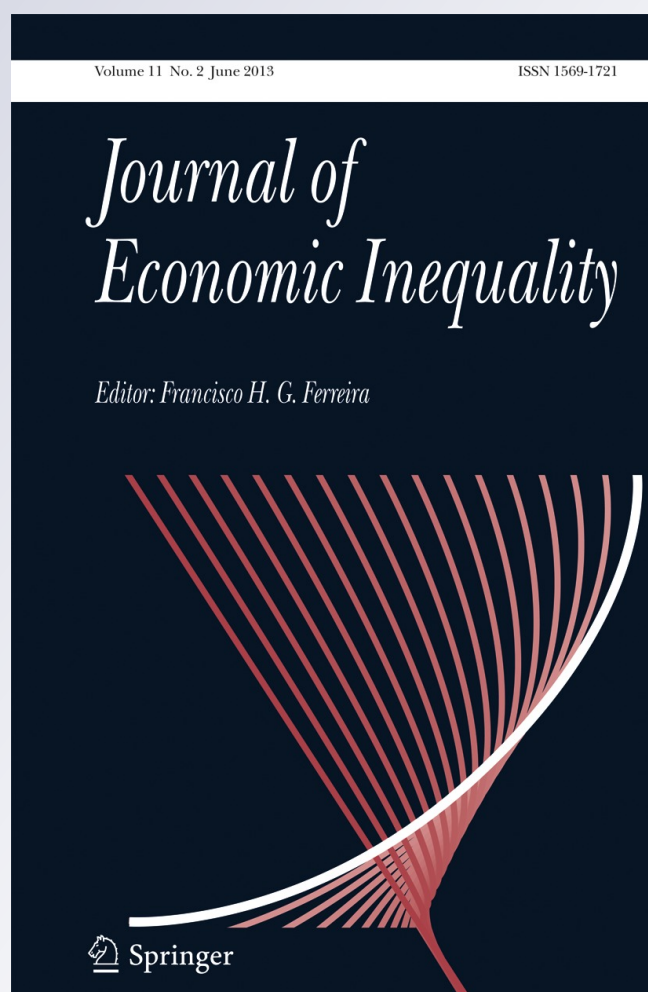 Volume 11 No. 2 June 2013 ISSN 1569-1721
Journal of
Economic Inequality
Editor: Francisco H. G. Ferreira
Springer